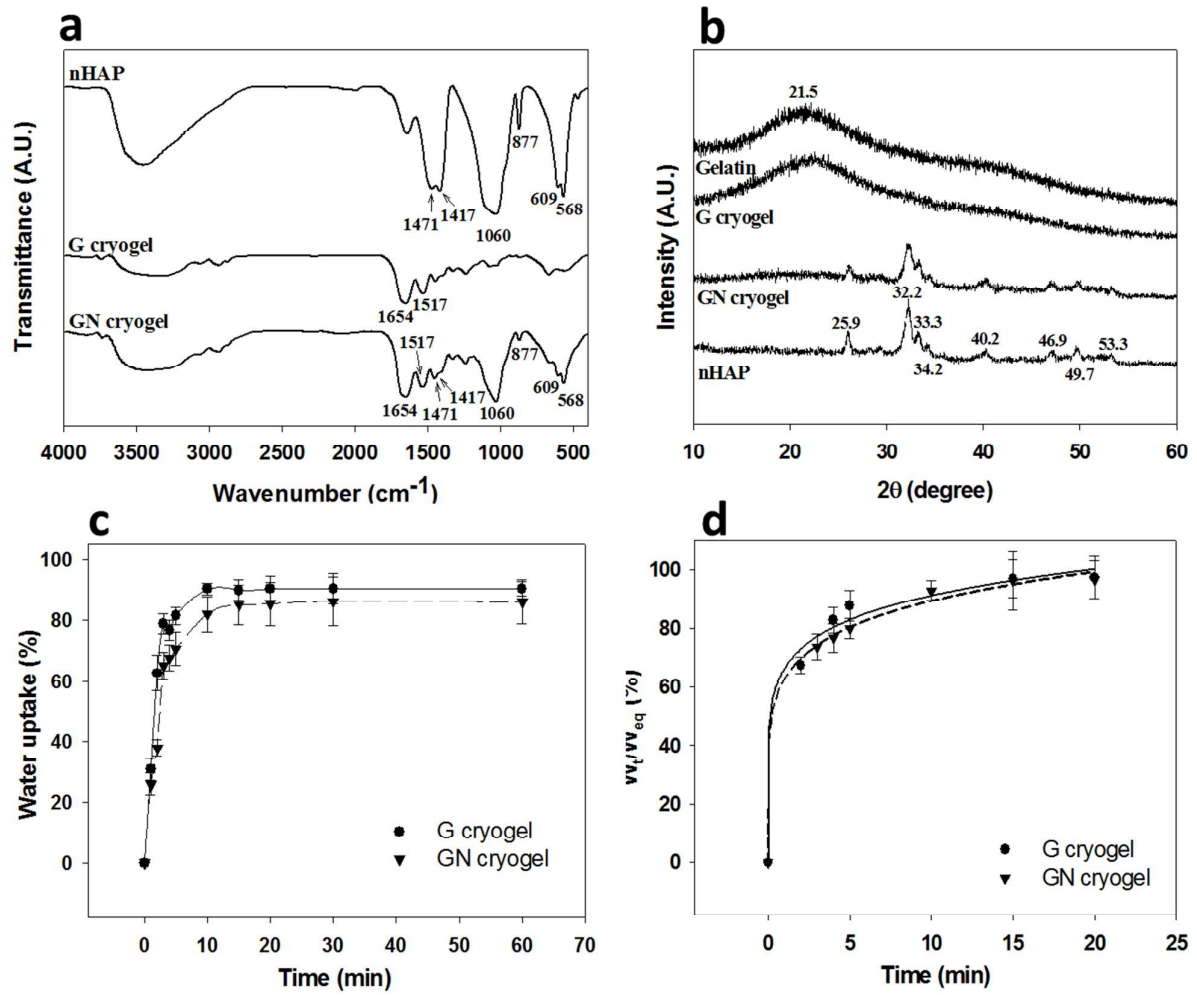 a
nHAP
877
609
568
1471
1417
1060
G cryogel
1654
1517
GN cryogel
1517
877
1654
1471
1417
1060
609
568
4000 3500 3000 2500 2000 1500 1000 500
Wavenumber (cm-1)
Transmittance (A.U.)
b
21.5
Gelatin
G cryogel
GN cryogel
32.2
25.9
33.3
34.2
40.2
46.9
49.7
53.3
nHAP
10 20 30 40 50 60
2θ (degree)
Intensity (A.U.)
c
100
80
60
40
20
0
G cryogel
GN cryogel
0 10 20 30 40 50 60 70
Time (min)
Water uptake (%)
d
100
80
60
40
20
0
G cryogel
GN cryogel
0 5 10 15 20 25
Time (min)